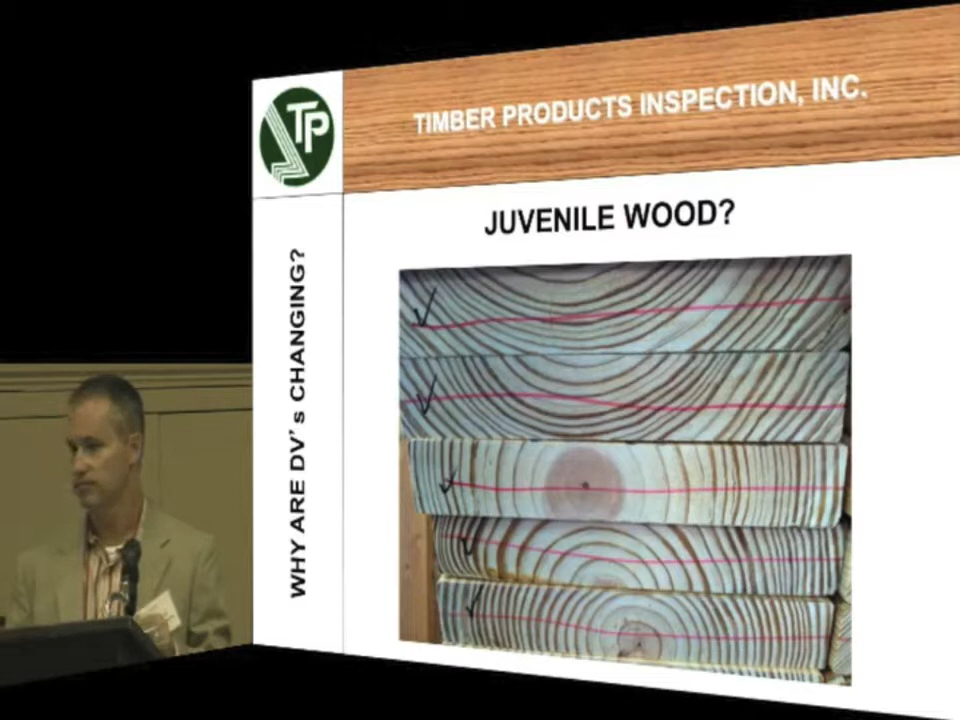 TP
TIMBER PRODUCTS INSPECTION, INC.
JUVENILE WOOD?
WHY ARE DV's CHANGING?